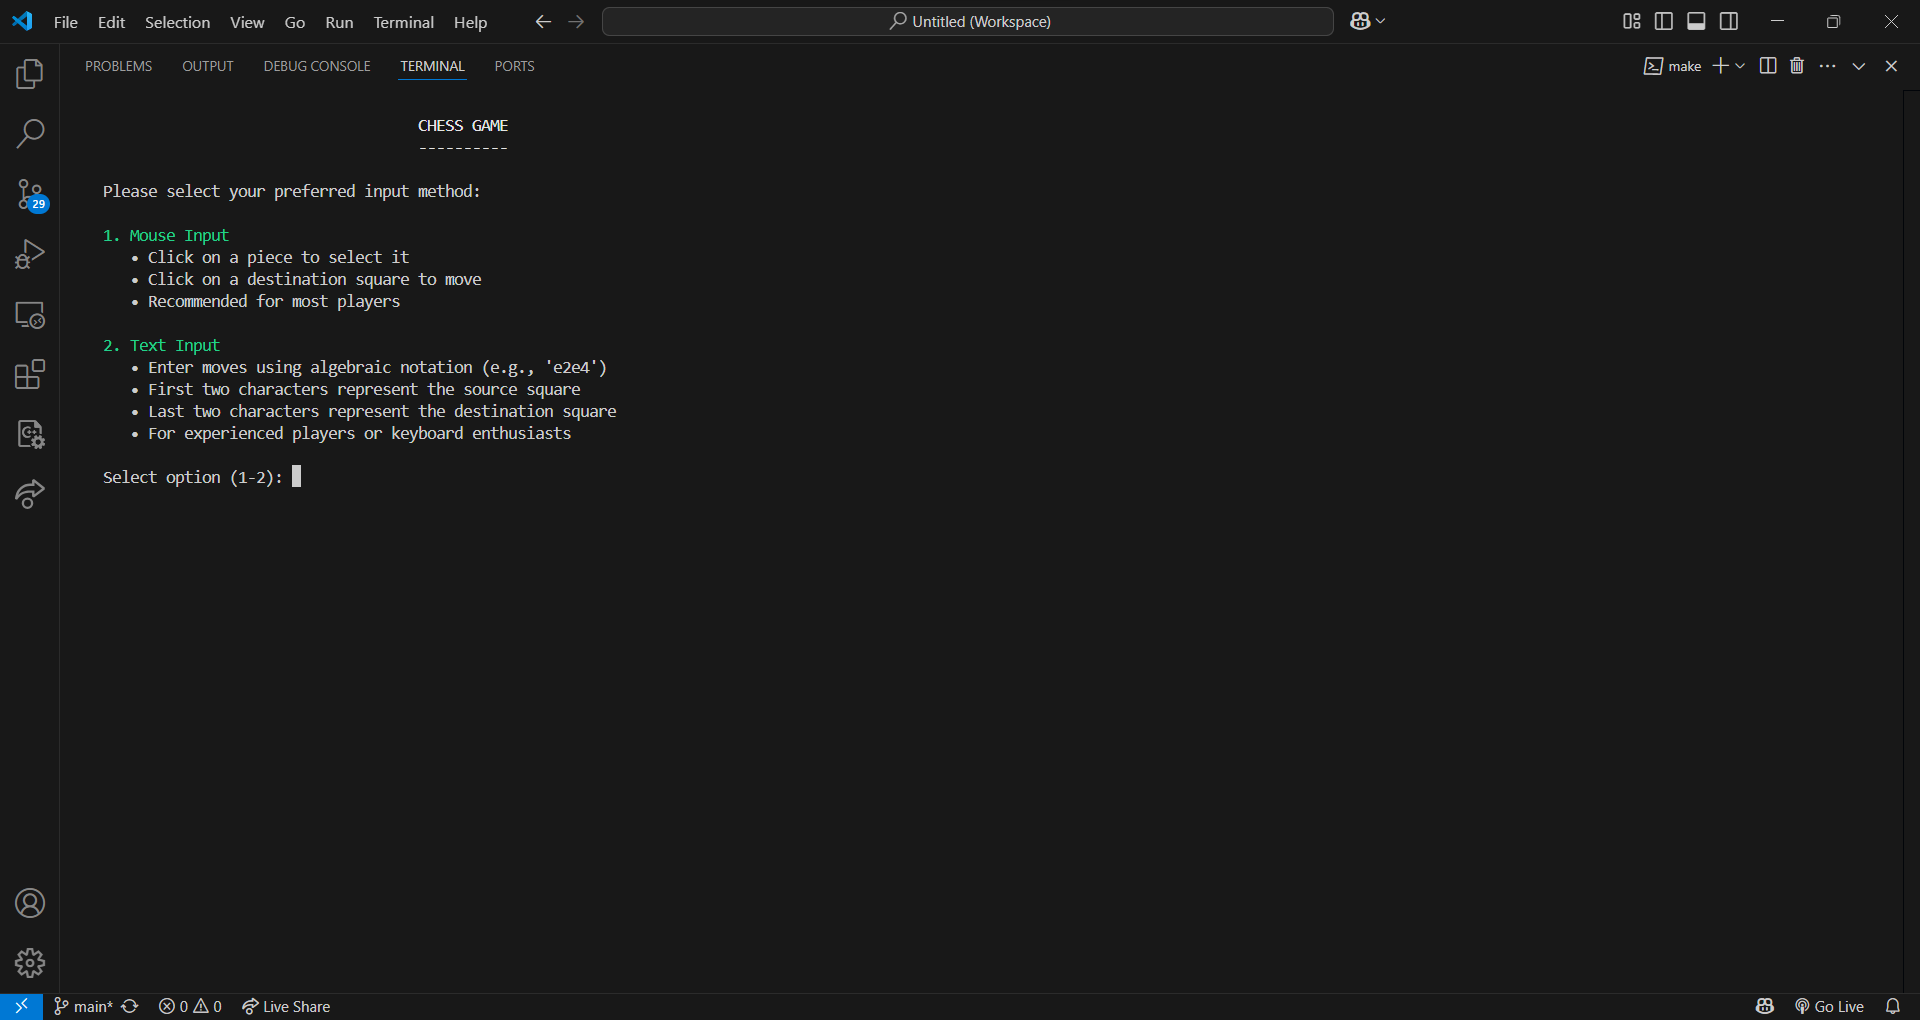 File Edit Selection View Go Run Terminal Help
Untitled (Workspace)
PROBLEMS OUTPUT DEBUG CONSOLE TERMINAL PORTS
make
CHESS GAME
----------
Please select your preferred input method:
1. Mouse Input
• Click on a piece to select it
• Click on a destination square to move
• Recommended for most players
2. Text Input
• Enter moves using algebraic notation (e.g., 'e2e4')
• First two characters represent the source square
• Last two characters represent the destination square
• For experienced players or keyboard enthusiasts
Select option (1-2):
29
main* 0 0 Live Share
Go Live